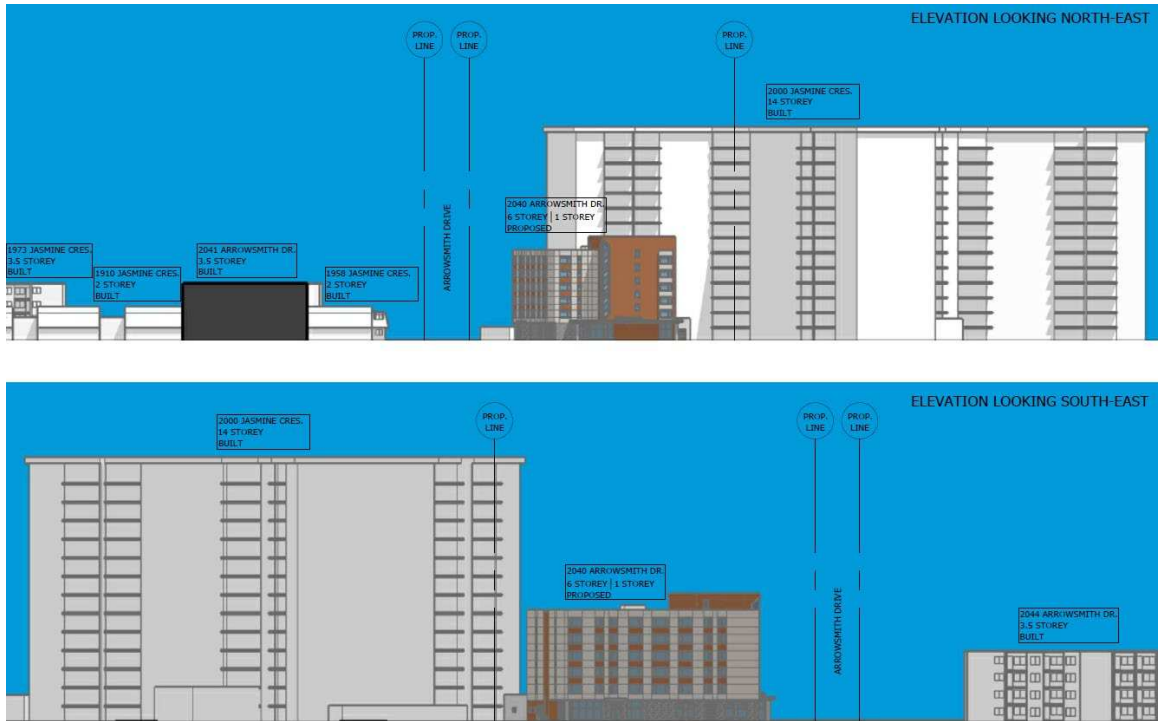 ELEVATION LOOKING NORTH-EAST
PROP.
LINE
PROP.
LINE
PROP.
LINE
2000 JASMINE CRES.
14 STOREY
BUILT
2040 ARROWSMITH DR.
6 STOREY | 1 STOREY
PROPOSED
ARROWSMITH DRIVE
1973 JASMINE CRES.
3.5 STOREY
BUILT
1910 JASMINE CRES.
2 STOREY
BUILT
2041 ARROWSMITH DR.
3.5 STOREY
BUILT
1958 JASMINE CRES.
2 STOREY
BUILT
ELEVATION LOOKING SOUTH-EAST
2000 JASMINE CRES.
14 STOREY
BUILT
PROP.
LINE
PROP.
LINE
PROP.
LINE
2040 ARROWSMITH DR.
6 STOREY | 1 STOREY
PROPOSED
ARROWSMITH DRIVE
2044 ARROWSMITH DR.
3.5 STOREY
BUILT